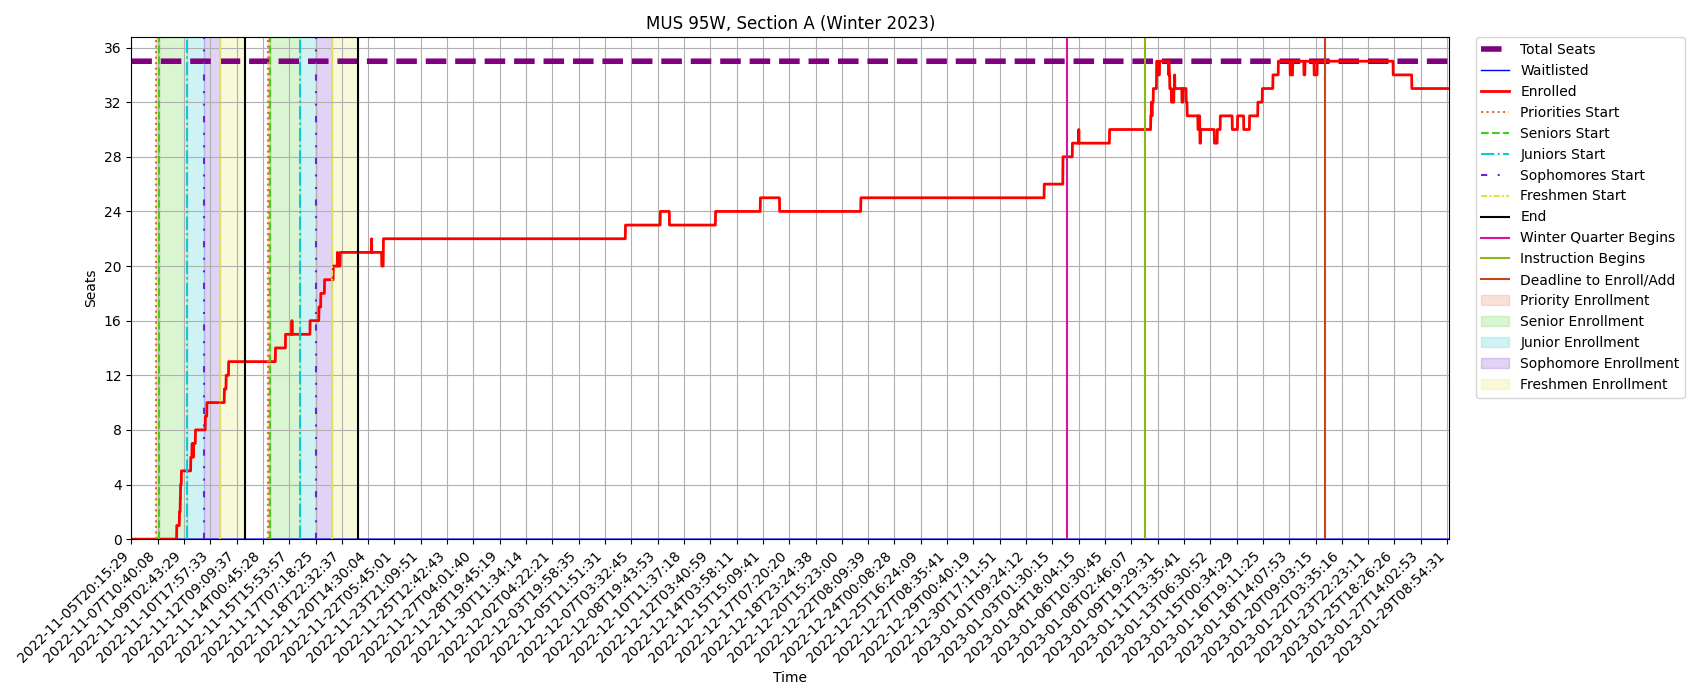 MUS 95W, Section A (Winter 2023)
Seats
36
32
28
24
20
16
12
8
4
0
2022-11-05T20:15:29
2022-11-07T10:40:08
2022-11-09T02:43:29
2022-11-10T17:57:33
2022-11-12T09:09:37
2022-11-14T00:45:28
2022-11-15T15:53:57
2022-11-17T07:18:25
2022-11-18T22:32:37
2022-11-20T14:30:04
2022-11-22T05:45:01
2022-11-23T21:09:51
2022-11-25T12:42:43
2022-11-27T04:01:40
2022-11-28T19:45:19
2022-11-30T11:34:14
2022-12-02T04:22:21
2022-12-03T19:58:35
2022-12-05T11:51:31
2022-12-07T03:32:45
2022-12-08T19:43:53
2022-12-10T11:37:18
2022-12-12T03:40:59
2022-12-14T03:58:11
2022-12-15T15:09:41
2022-12-17T07:20:20
2022-12-18T23:24:38
2022-12-20T15:23:00
2022-12-22T08:09:39
2022-12-24T00:08:28
2022-12-25T16:24:09
2022-12-27T08:35:41
2022-12-29T00:40:19
2022-12-30T17:11:51
2023-01-01T09:24:12
2023-01-03T01:30:15
2023-01-04T18:04:15
2023-01-06T10:30:45
2023-01-08T02:46:07
2023-01-09T19:29:31
2023-01-11T13:35:41
2023-01-13T06:30:52
2023-01-15T00:34:29
2023-01-16T19:11:25
2023-01-18T14:07:53
2023-01-20T09:03:15
2023-01-22T03:35:16
2023-01-23T22:23:11
2023-01-25T18:26:26
2023-01-27T14:02:53
2023-01-29T08:54:31
Time
Total Seats
Waitlisted
Enrolled
Priorities Start
Seniors Start
Juniors Start
Sophomores Start
Freshmen Start
End
Winter Quarter Begins
Instruction Begins
Deadline to Enroll/Add
Priority Enrollment
Senior Enrollment
Junior Enrollment
Sophomore Enrollment
Freshmen Enrollment